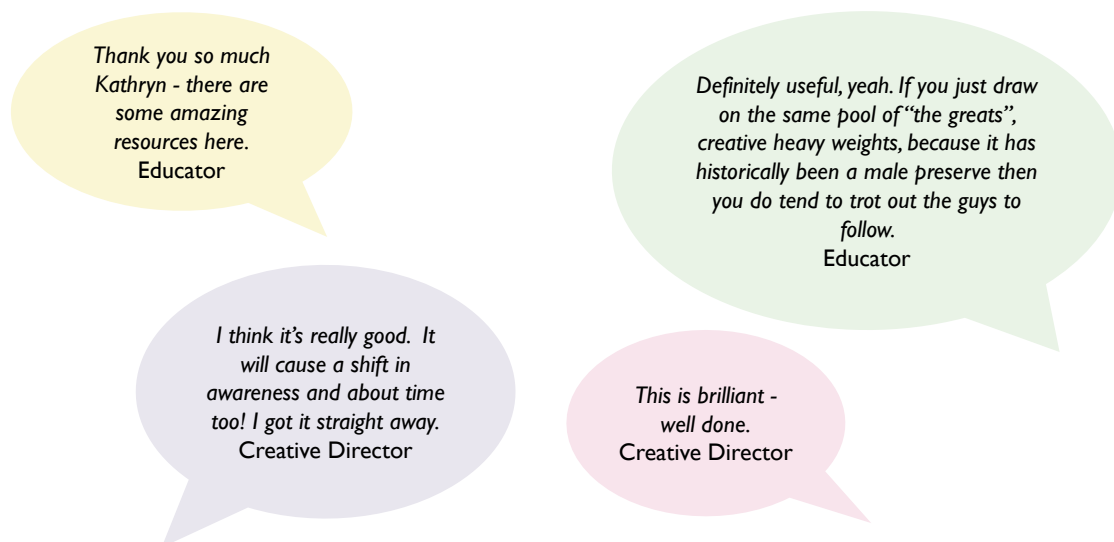 Thank you so much
Kathryn - there are
some amazing
resources here.
Educator
Definitely useful, yeah. If you just draw
on the same pool of “the greats”,
creative heavy weights, because it has
historically been a male preserve then
you do tend to trot out the guys to
follow.
Educator
I think it’s really good.  It
will cause a shift in
awareness and about time
too! I got it straight away.
Creative Director
This is brilliant -
well done.
Creative Director